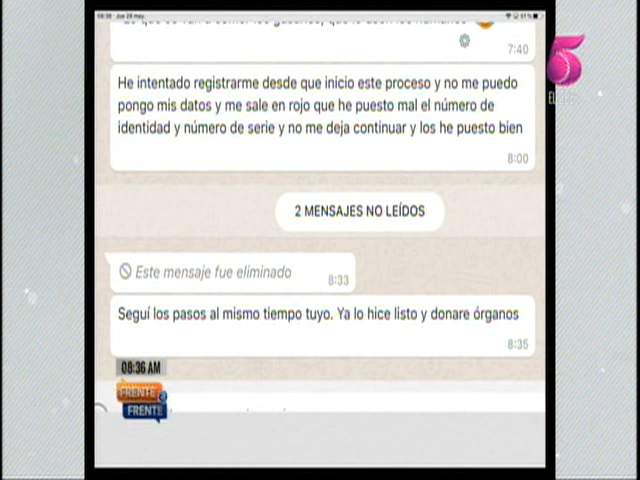 7:40
He intentado registrarme desde que inicio este proceso y no me puedo
pongo mis datos y me sale en rojo que he puesto mal el número de
identidad y número de serie y no me deja continuar y los he puesto bien
8:00
2 MENSAJES NO LEÍDOS
Este mensaje fue eliminado
8:33
Seguí los pasos al mismo tiempo tuyo. Ya lo hice listo y donare órganos
8:35
08:36 AM
FRENTE a
FRENTE
5